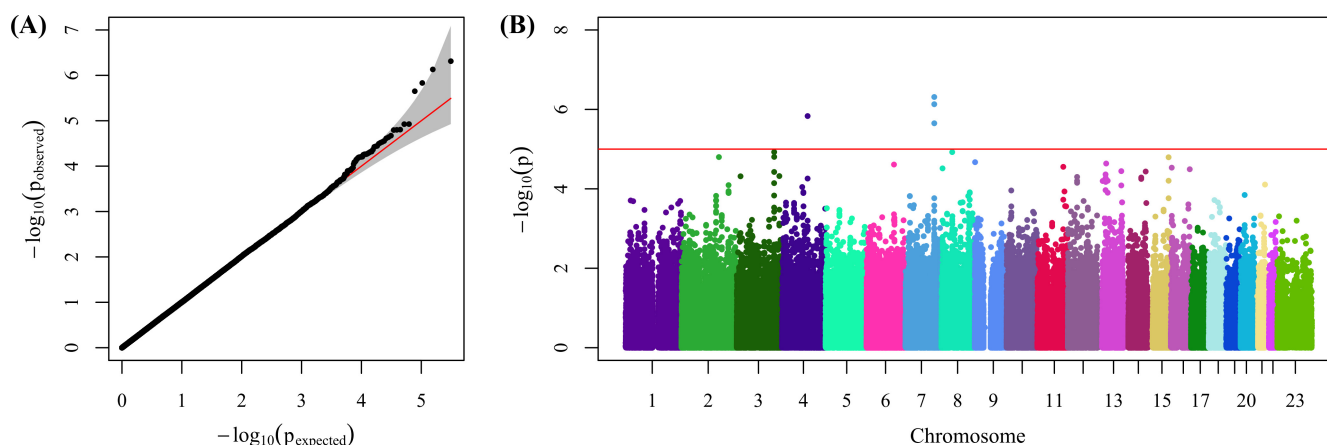 (A)
7
6
5
4
3
2
1
0
−log₁₀(p_observed)
0 1 2 3 4 5
−log₁₀(p_expected)
(B)
8
6
4
2
0
−log₁₀(p)
1 2 3 4 5 6 7 8 9 11 13 15 17 20 23
Chromosome